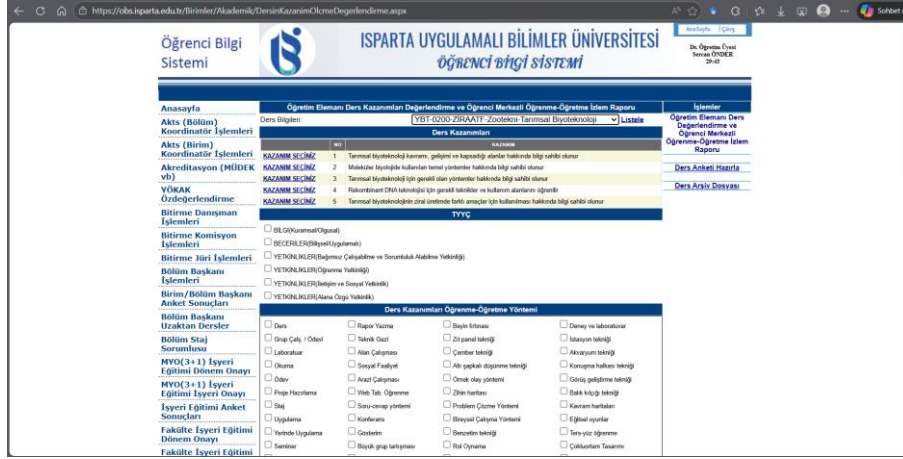 https://obs.isparta.edu.tr/Birimler/Akademik/DersinKazanimOlcmeDegerlendirme.aspx
Sohbet
Öğrenci Bilgi
Sistemi
ISPARTA UYGULAMALI BİLİMLER ÜNİVERSİTESİ
ÖĞRENCİ BİLGİ SİSTEMİ
AnaSayfa | Çıkış
Dr. Öğretim Üyesi
Sercan ÖNDER
29:43
Anasayfa
Akts (Bölüm)
Koordinatör İşlemleri
Akts (Birim)
Koordinatör İşlemleri
Akreditasyon (MÜDEK
vb)
YÖKAK
Özdeğerlendirme
Bitirme Danışman
İşlemleri
Bitirme Komisyon
İşlemleri
Bitirme Jüri İşlemleri
Bölüm Başkanı
İşlemleri
Birim/Bölüm Başkanı
Anket Sonuçları
Bölüm Başkanı
Uzaktan Dersler
Bölüm Staj
Sorumlusu
MYO(3+1) İşyeri
Eğitimi Dönem Onayı
MYO(3+1) İşyeri
Eğitimi İşyeri Onayı
İşyeri Eğitimi Anket
Sonuçları
Fakülte İşyeri Eğitimi
Dönem Onayı
Fakülte İşyeri Eğitimi
Öğretim Elemanı Ders Kazanımları Değerlendirme ve Öğrenci Merkezli Öğrenme-Öğretme İzlem Raporu
Ders Bilgileri: YBT-0200-ZİRAATF-Zootekni-Tarımsal Biyoteknoloji Listele
Ders Kazanımları
NO KAZANIM
KAZANIM SEÇİNİZ 1 Tarımsal biyoteknoloji kavramı, gelişimi ve kapsadığı alanlar hakkında bilgi sahibi olunur
KAZANIM SEÇİNİZ 2 Moleküler biyolojide kullanılan temel yöntemler hakkında bilgi sahibi olunur
KAZANIM SEÇİNİZ 3 Tarımsal biyoteknoloji için gerekli olan yöntemler hakkında bilgi sahibi olunur
KAZANIM SEÇİNİZ 4 Rekombinant DNA teknolojisi için gerekli teknikler ve kullanım alanlarını öğrenilir
KAZANIM SEÇİNİZ 5 Tarımsal biyoteknolojinin zirai üretimde farklı amaçlar için kullanılması hakkında bilgi sahibi olunur
TYYÇ
BİLGİ(Kuramsal/Olgusal)
BECERİLER(Bilişsel/Uygulamalı)
YETKİNLİKLER(Bağımsız Çalışabilme ve Sorumluluk Alabilme Yetkinliği)
YETKİNLİKLER(Öğrenme Yetkinliği)
YETKİNLİKLER(İletişim ve Sosyal Yetkinlik)
YETKİNLİKLER(Alana Özgü Yetkinlik)
Ders Kazanımları Öğrenme-Öğretme Yöntemi
Ders Rapor Yazma Beyin fırtınası Deney ve laboratuvar
Grup Çalş. / Ödevi Teknik Gezi Zıt panel tekniği İstasyon tekniği
Laboratuar Alan Çalışması Çember tekniği Akvaryum tekniği
Okuma Sosyal Faaliyet Altı şapkalı düşünme tekniği Konuşma halkası tekniği
Ödev Arazi Çalışması Örnek olay yöntemi Görüş geliştirme tekniği
Proje Hazırlama Web Tab. Öğrenme Zihin haritası Balık kılçığı tekniği
Staj Soru-cevap yöntemi Problem Çözme Yöntemi Kavram haritaları
Uygulama Konferans Bireysel Çalışma Yöntemi Eğitsel oyunlar
Yerinde Uygulama Gösterim Benzetim tekniği Ters-yüz öğrenme
Seminer Büyük grup tartışması Rol Oynama Çokluortam Tasarımı
İşlemler
Öğretim Elemanı Ders
Değerlendirme ve
Öğrenci Merkezli
Öğrenme-Öğretme İzlem
Raporu
Ders Anketi Hazırla
Ders Arşiv Dosyası